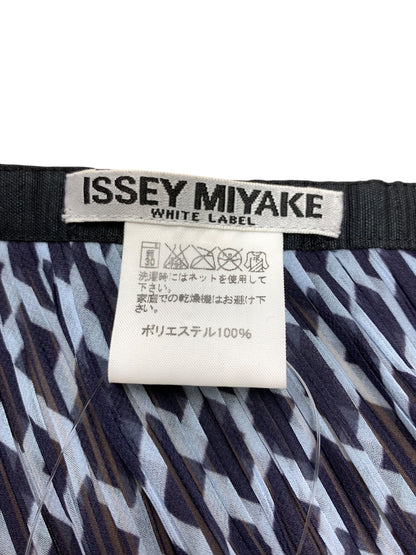 ISSEY MIYAKE
WHITE LABEL
弱
30
洗濯時にはネットを使用して
下さい。
家庭での乾燥機はお避け下
さい。
ポリエステル100%